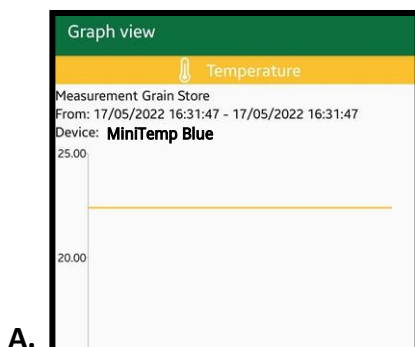 Graph view
Temperature
Measurement Grain Store
From: 17/05/2022 16:31:47 - 17/05/2022 16:31:47
Device: MiniTemp Blue
25.00
20.00
A.